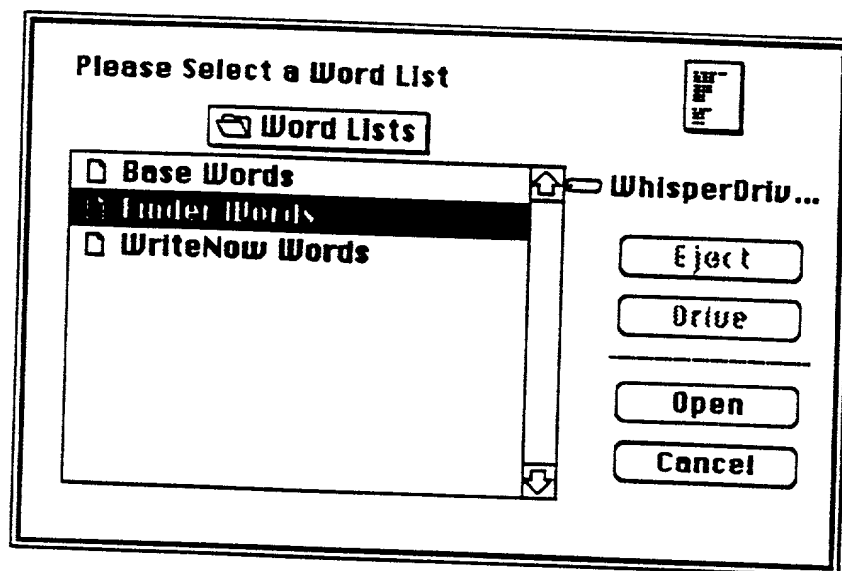 Please Select a Word List
Word Lists
Base Words
Finder Words
WriteNow Words
WhisperDriv...
Eject
Drive
Open
Cancel